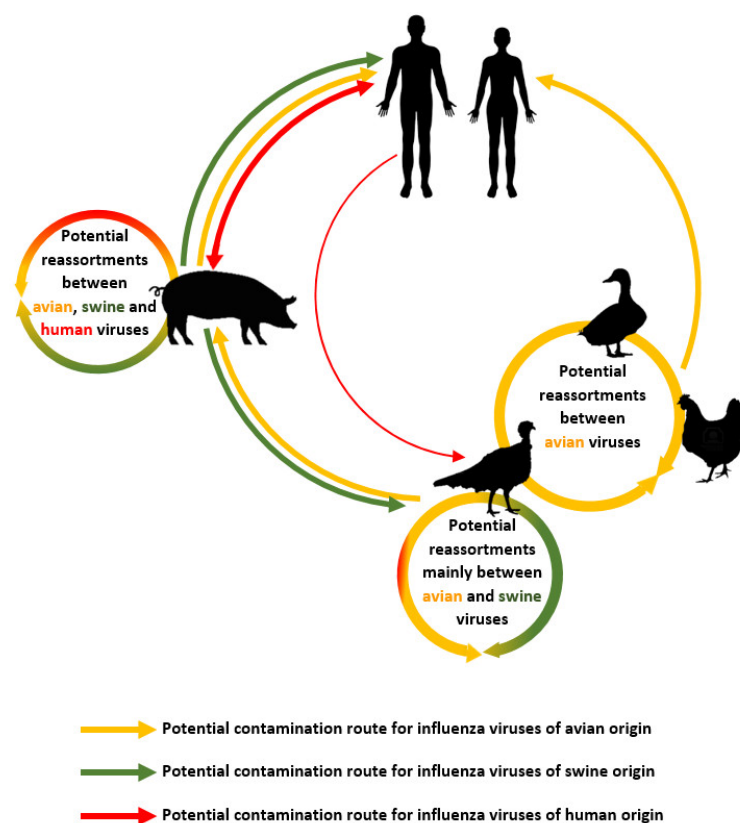 Potential
reassortments
between
avian, swine and
human viruses
Potential
reassortments
between
avian viruses
Potential
reassortments
mainly between
avian and swine
viruses
Potential contamination route for influenza viruses of avian origin
Potential contamination route for influenza viruses of swine origin
Potential contamination route for influenza viruses of human origin